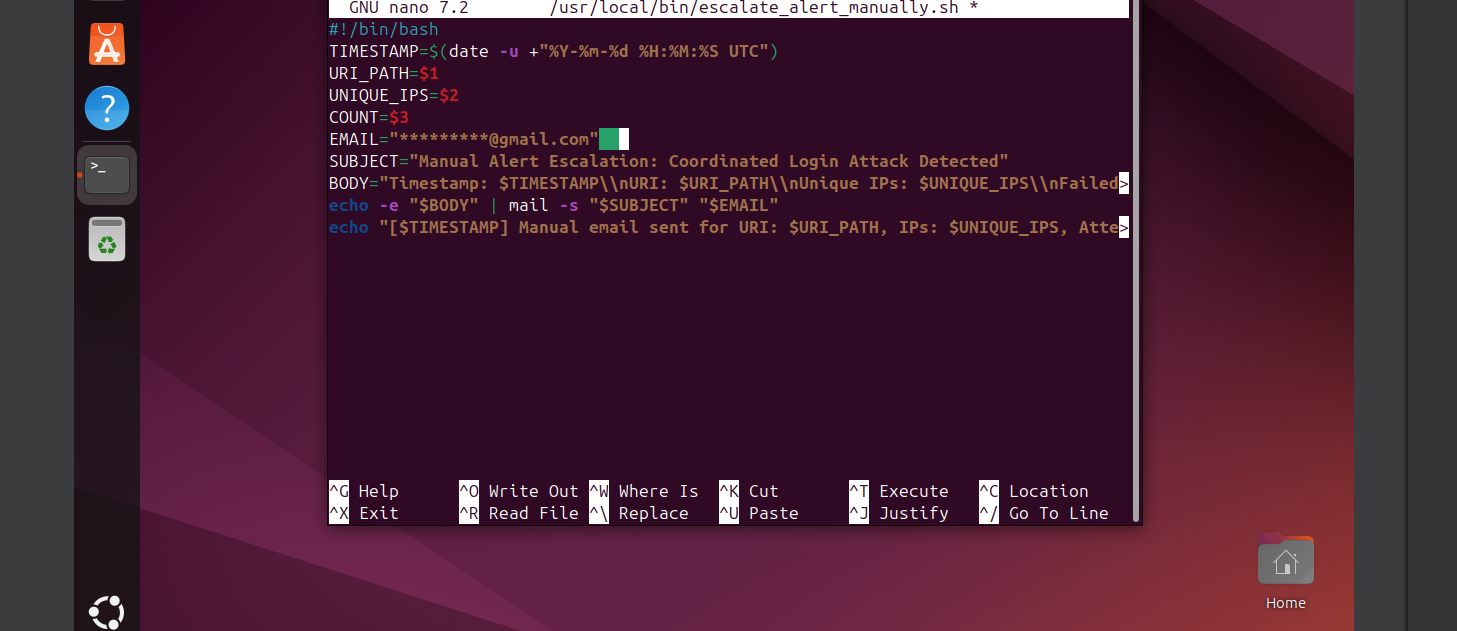 GNU nano 7.2 /usr/local/bin/escalate_alert_manually.sh *
#!/bin/bash
TIMESTAMP=$(date -u +"%Y-%m-%d %H:%M:%S UTC")
URI_PATH=$1
UNIQUE_IPS=$2
COUNT=$3
EMAIL="*********@gmail.com"
SUBJECT="Manual Alert Escalation: Coordinated Login Attack Detected"
BODY="Timestamp: $TIMESTAMP\\nURI: $URI_PATH\\nUnique IPs: $UNIQUE_IPS\\nFailed>
echo -e "$BODY" | mail -s "$SUBJECT" "$EMAIL"
echo "[$TIMESTAMP] Manual email sent for URI: $URI_PATH, IPs: $UNIQUE_IPS, Atte>
^G Help ^O Write Out ^W Where Is ^K Cut ^T Execute ^C Location
^X Exit ^R Read File ^\ Replace ^U Paste ^J Justify ^/ Go To Line
Home